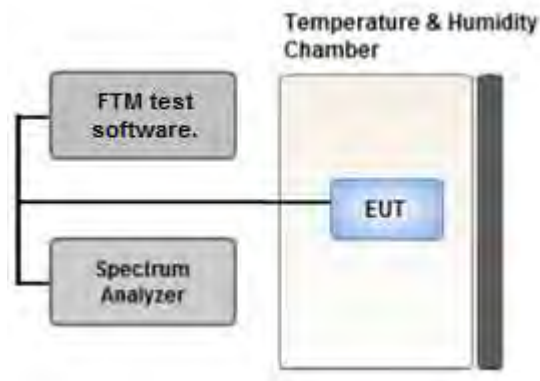 Temperature & Humidity
Chamber
FTM test
software.
EUT
Spectrum
Analyzer